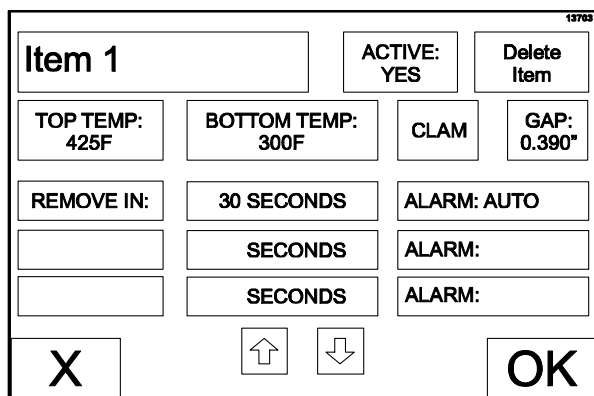 13703
Item 1
ACTIVE:
YES
Delete
Item
TOP TEMP:
425F
BOTTOM TEMP:
300F
CLAM
GAP:
0.390"
REMOVE IN:
30 SECONDS
ALARM: AUTO
SECONDS
ALARM:
SECONDS
ALARM:
X
OK